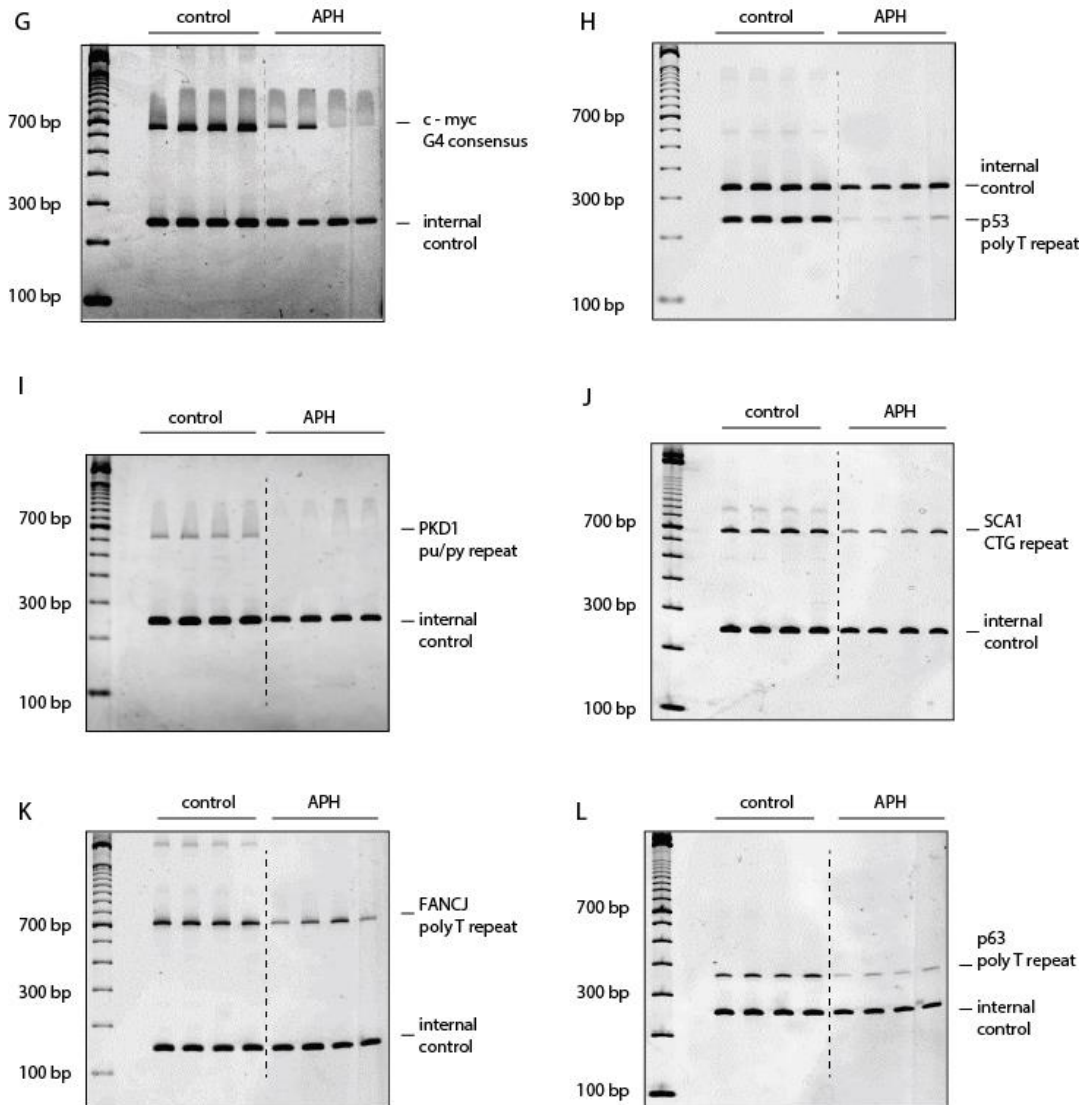 G
control
APH
700 bp
300 bp
100 bp
c - myc
G4 consensus
internal
control
H
control
APH
700 bp
300 bp
100 bp
internal
control
p53
poly T repeat
I
control
APH
700 bp
300 bp
100 bp
PKD1
pu/py repeat
internal
control
J
control
APH
700 bp
300 bp
100 bp
SCA1
CTG repeat
internal
control
K
control
APH
700 bp
300 bp
100 bp
FANCJ
poly T repeat
internal
control
L
control
APH
700 bp
300 bp
100 bp
p63
poly T repeat
internal
control